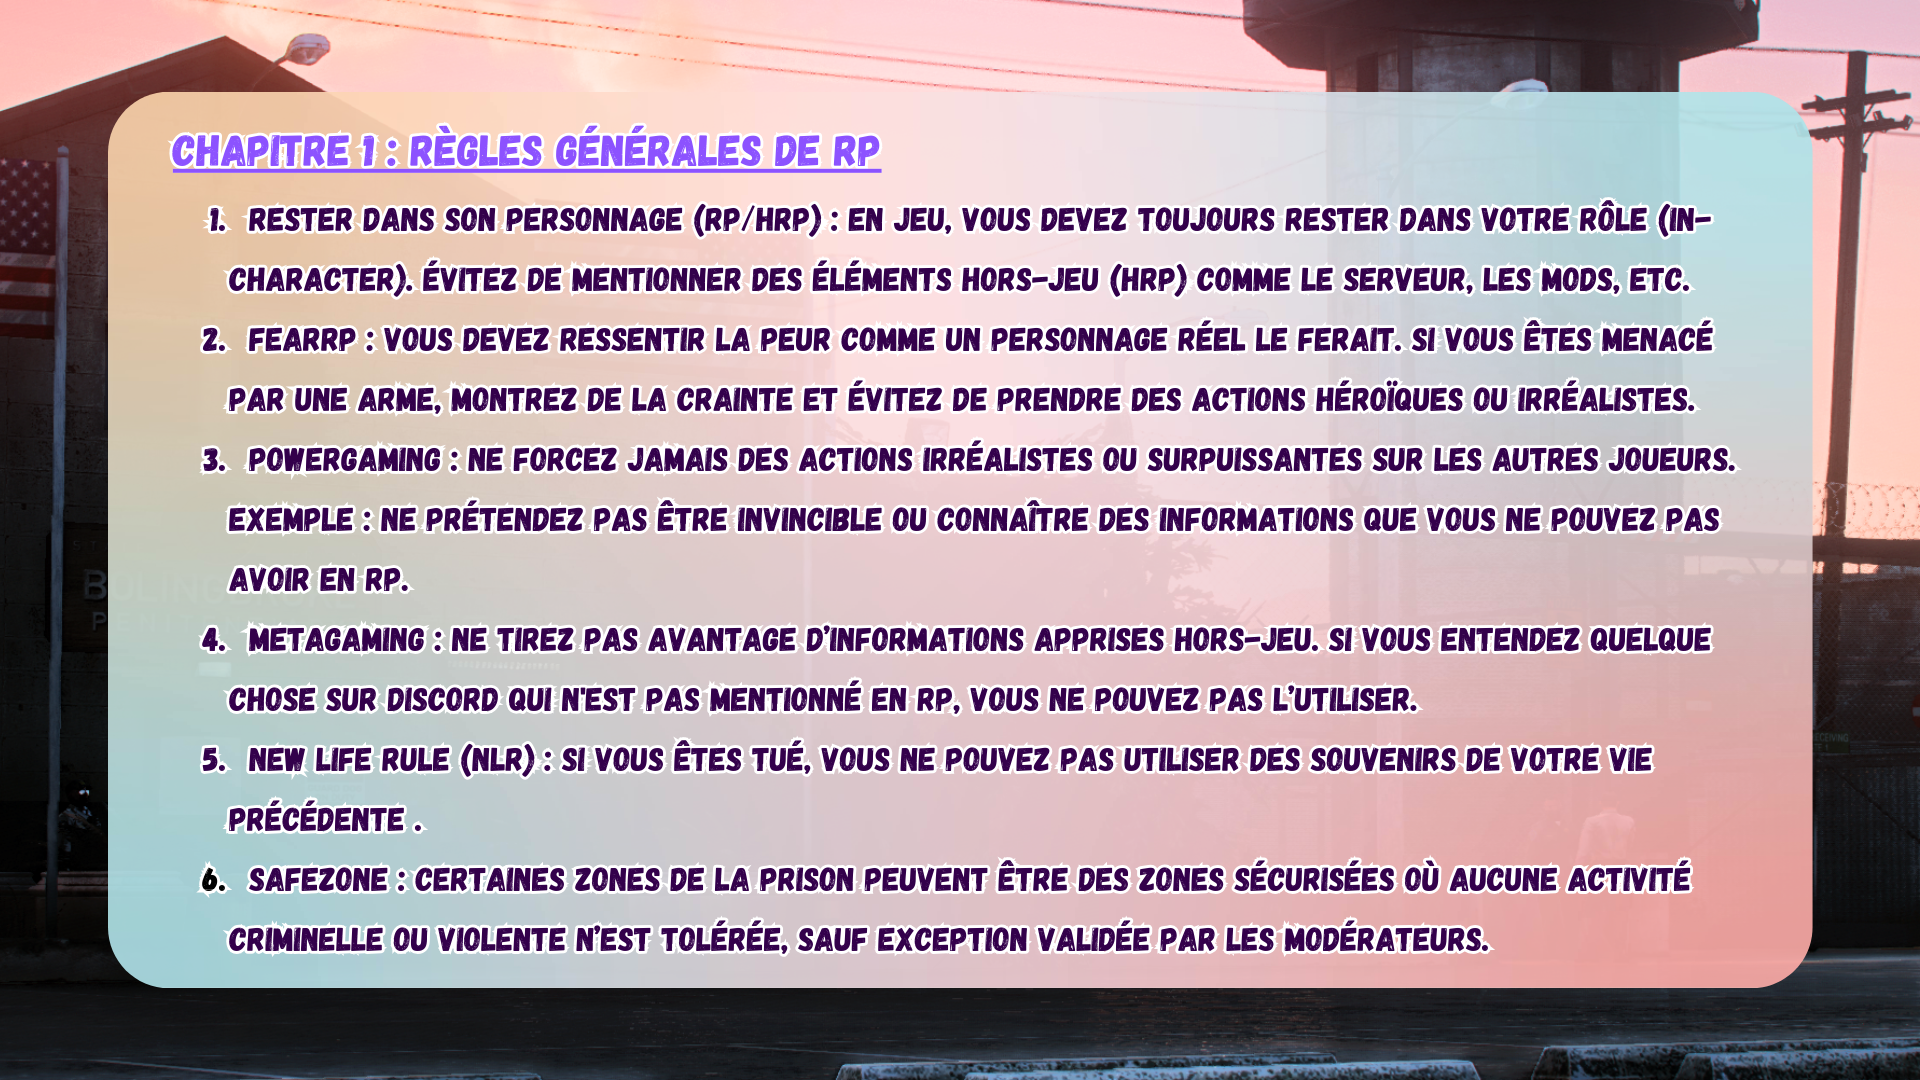 CHAPITRE 1 : RÈGLES GÉNÉRALES DE RP
1. RESTER DANS SON PERSONNAGE (RP/HRP) : EN JEU, VOUS DEVEZ TOUJOURS RESTER DANS VOTRE RÔLE (IN-
CHARACTER). ÉVITEZ DE MENTIONNER DES ÉLÉMENTS HORS-JEU (HRP) COMME LE SERVEUR, LES MODS, ETC.
2. FEARRP : VOUS DEVEZ RESSENTIR LA PEUR COMME UN PERSONNAGE RÉEL LE FERAIT. SI VOUS ÊTES MENACÉ
PAR UNE ARME, MONTREZ DE LA CRAINTE ET ÉVITEZ DE PRENDRE DES ACTIONS HÉROÏQUES OU IRRÉALISTES.
3. POWERGAMING : NE FORCEZ JAMAIS DES ACTIONS IRRÉALISTES OU SURPUISSANTES SUR LES AUTRES JOUEURS.
EXEMPLE : NE PRÉTENDEZ PAS ÊTRE INVINCIBLE OU CONNAÎTRE DES INFORMATIONS QUE VOUS NE POUVEZ PAS
AVOIR EN RP.
4. METAGAMING : NE TIREZ PAS AVANTAGE D’INFORMATIONS APPRISES HORS-JEU. SI VOUS ENTENDEZ QUELQUE
CHOSE SUR DISCORD QUI N'EST PAS MENTIONNÉ EN RP, VOUS NE POUVEZ PAS L’UTILISER.
5. NEW LIFE RULE (NLR) : SI VOUS ÊTES TUÉ, VOUS NE POUVEZ PAS UTILISER DES SOUVENIRS DE VOTRE VIE
PRÉCÉDENTE .
6. SAFEZONE : CERTAINES ZONES DE LA PRISON PEUVENT ÊTRE DES ZONES SÉCURISÉES OÙ AUCUNE ACTIVITÉ
CRIMINELLE OU VIOLENTE N’EST TOLÉRÉE, SAUF EXCEPTION VALIDÉE PAR LES MODÉRATEURS.